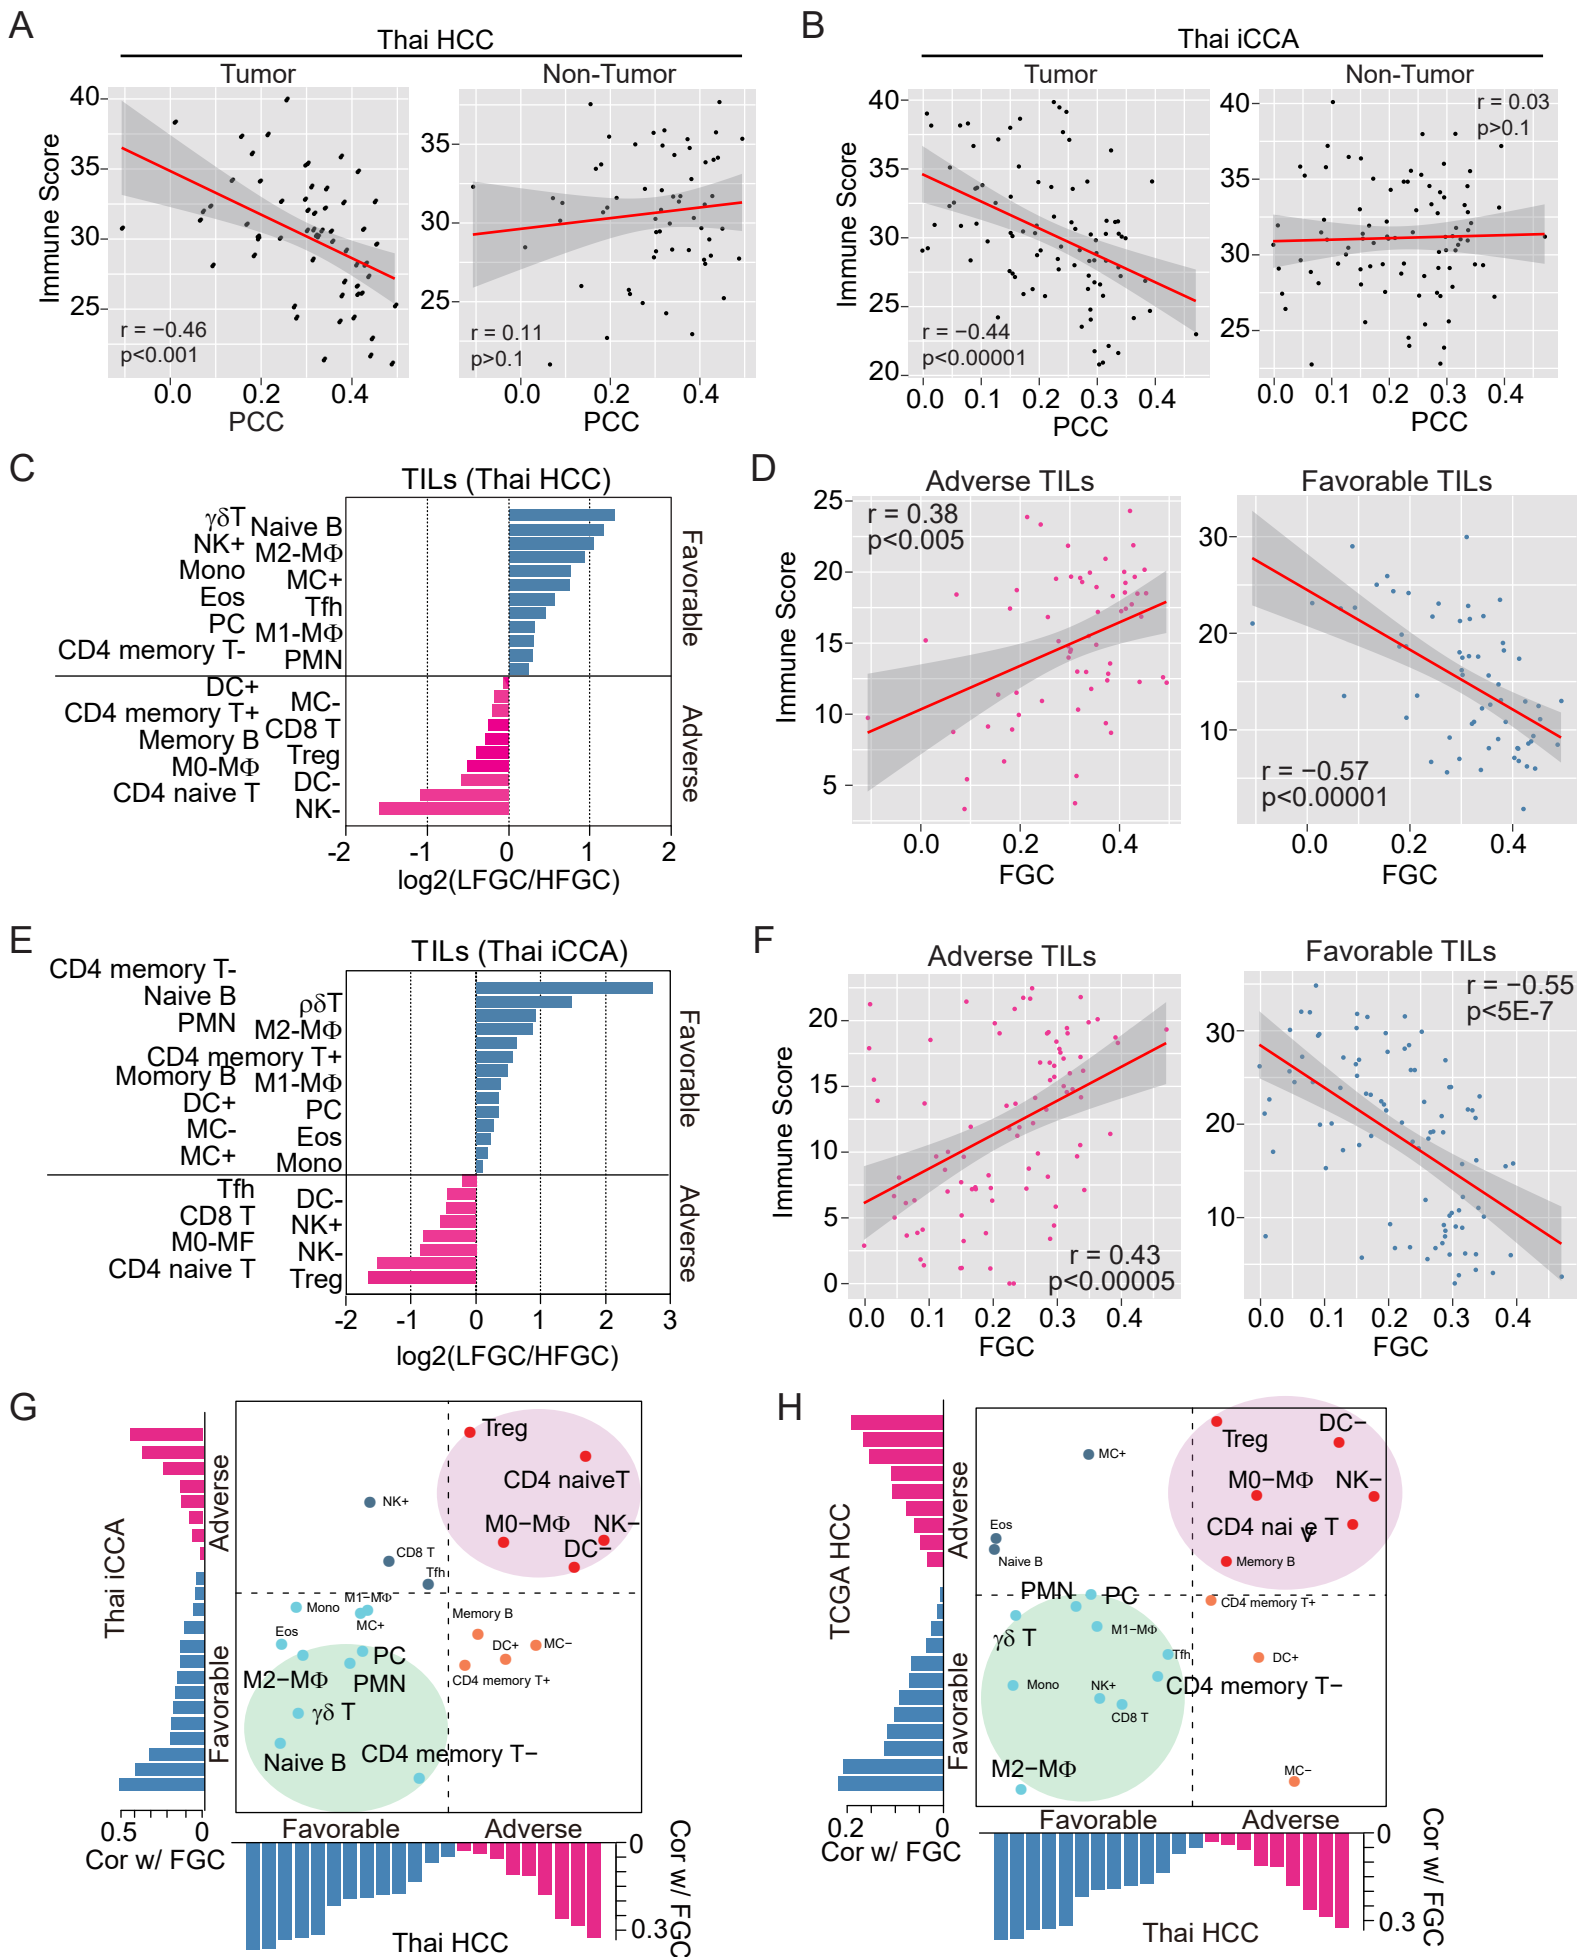 A
Thai HCC
Tumor
Non-Tumor
Immune Score
40
35
30
25
r = −0.46
p<0.001
0.0
0.2
0.4
PCC
35
30
25
r = 0.11
p>0.1
0.0
0.2
0.4
PCC
B
Thai iCCA
Tumor
Non-Tumor
Immune Score
40
35
30
25
20
r = −0.44
p<0.00001
0.0
0.1
0.2
0.3
0.4
PCC
40
35
30
25
r = 0.03
p>0.1
0.0
0.1
0.2
0.3
0.4
PCC
C
TILs (Thai HCC)
γδT
Naive B
NK+
M2-MΦ
Mono
MC+
Eos
Tfh
PC
M1-MΦ
CD4 memory T-
PMN
DC+
MC-
CD4 memory T+
CD8 T
Memory B
Treg
M0-MΦ
DC-
CD4 naive T
NK-
Favorable
Adverse
-2
-1
0
1
2
log2(LFGC/HFGC)
D
Adverse TILs
Favorable TILs
Immune Score
25
20
15
10
5
r = 0.38
p<0.005
0.0
0.2
0.4
FGC
30
20
10
r = −0.57
p<0.00001
0.0
0.2
0.4
FGC
E
TILs (Thai iCCA)
CD4 memory T-
Naive B
ρδT
PMN
M2-MΦ
CD4 memory T+
Momory B
M1-MΦ
DC+
PC
MC-
Eos
MC+
Mono
Tfh
DC-
CD8 T
NK+
M0-MF
NK-
CD4 naive T
Treg
Favorable
Adverse
-2
-1
0
1
2
3
log2(LFGC/HFGC)
F
Adverse TILs
Favorable TILs
Immune Score
20
15
10
5
0
r = 0.43
p<0.00005
0.0
0.1
0.2
0.3
0.4
FGC
30
20
10
r = −0.55
p<5E-7
0.0
0.1
0.2
0.3
0.4
FGC
G
Thai iCCA
Adverse
Favorable
Treg
CD4 naiveT
NK+
M0−MΦ
NK−
DC−
CD8 T
Tfh
Mono
M1−MΦ
MC+
Memory B
Eos
PC
DC+
MC−
M2−MΦ
PMN
CD4 memory T+
γδ T
Naive B
CD4 memory T−
0.5
0
Cor w/ FGC
Favorable
Adverse
0
0.3
Cor w/ FGC
Thai HCC
H
TCGA HCC
Adverse
Favorable
MC+
Treg
DC−
M0−MΦ
NK−
Eos
CD4 nai e T
v
Naive B
Memory B
PMN
PC
CD4 memory T+
γδ T
M1−MΦ
Tfh
DC+
Mono
NK+
CD4 memory T−
CD8 T
M2−MΦ
MC−
0.2
0
Cor w/ FGC
Favorable
Adverse
0
0.3
Cor w/ FGC
Thai HCC